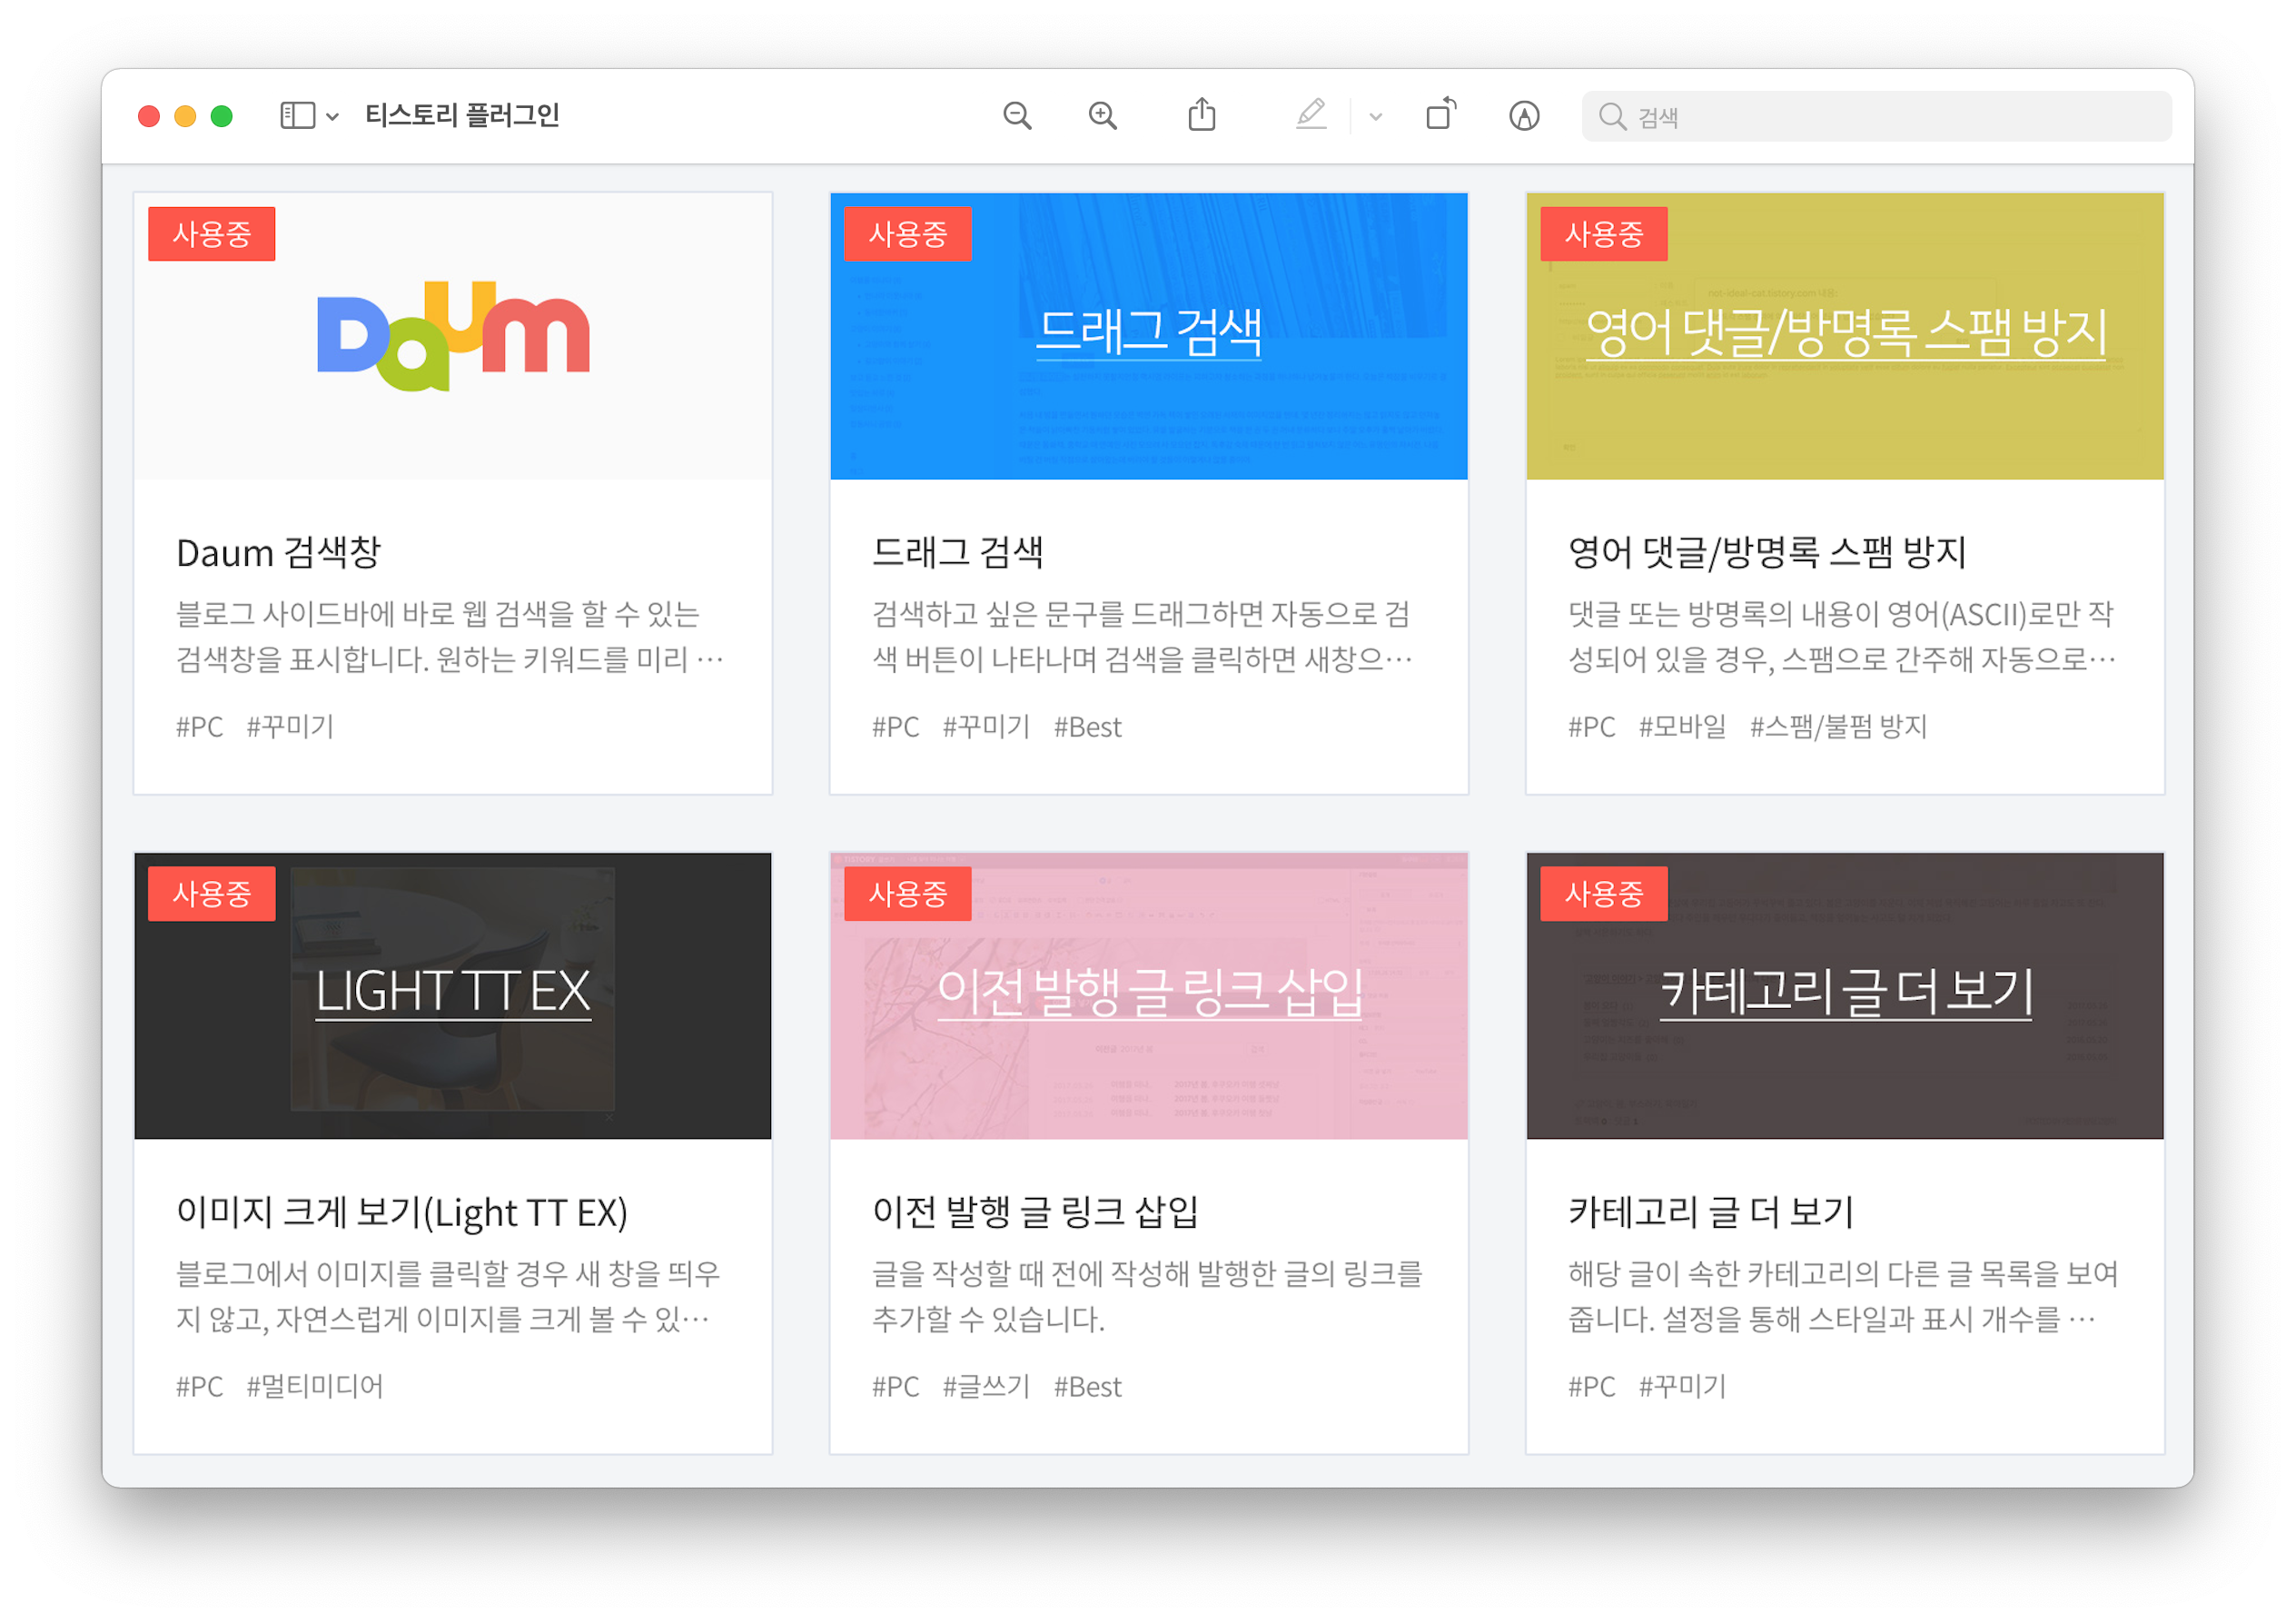 티스토리 플러그인
검색
사용중
Daum
Daum 검색창
블로그 사이드바에 바로 웹 검색을 할 수 있는
검색창을 표시합니다. 원하는 키워드를 미리 …
#PC #꾸미기
사용중
드래그 검색
드래그 검색
검색하고 싶은 문구를 드래그하면 자동으로 검
색 버튼이 나타나며 검색을 클릭하면 새창으…
#PC #꾸미기 #Best
사용중
영어 댓글/방명록 스팸 방지
영어 댓글/방명록 스팸 방지
댓글 또는 방명록의 내용이 영어(ASCII)로만 작
성되어 있을 경우, 스팸으로 간주해 자동으로…
#PC #모바일 #스팸/불펌 방지
사용중
LIGHT TT EX
이미지 크게 보기(Light TT EX)
블로그에서 이미지를 클릭할 경우 새 창을 띄우
지 않고, 자연스럽게 이미지를 크게 볼 수 있…
#PC #멀티미디어
사용중
이전 발행 글 링크 삽입
이전 발행 글 링크 삽입
글을 작성할 때 전에 작성해 발행한 글의 링크를
추가할 수 있습니다.
#PC #글쓰기 #Best
사용중
카테고리 글 더 보기
카테고리 글 더 보기
해당 글이 속한 카테고리의 다른 글 목록을 보여
줍니다. 설정을 통해 스타일과 표시 개수를 …
#PC #꾸미기